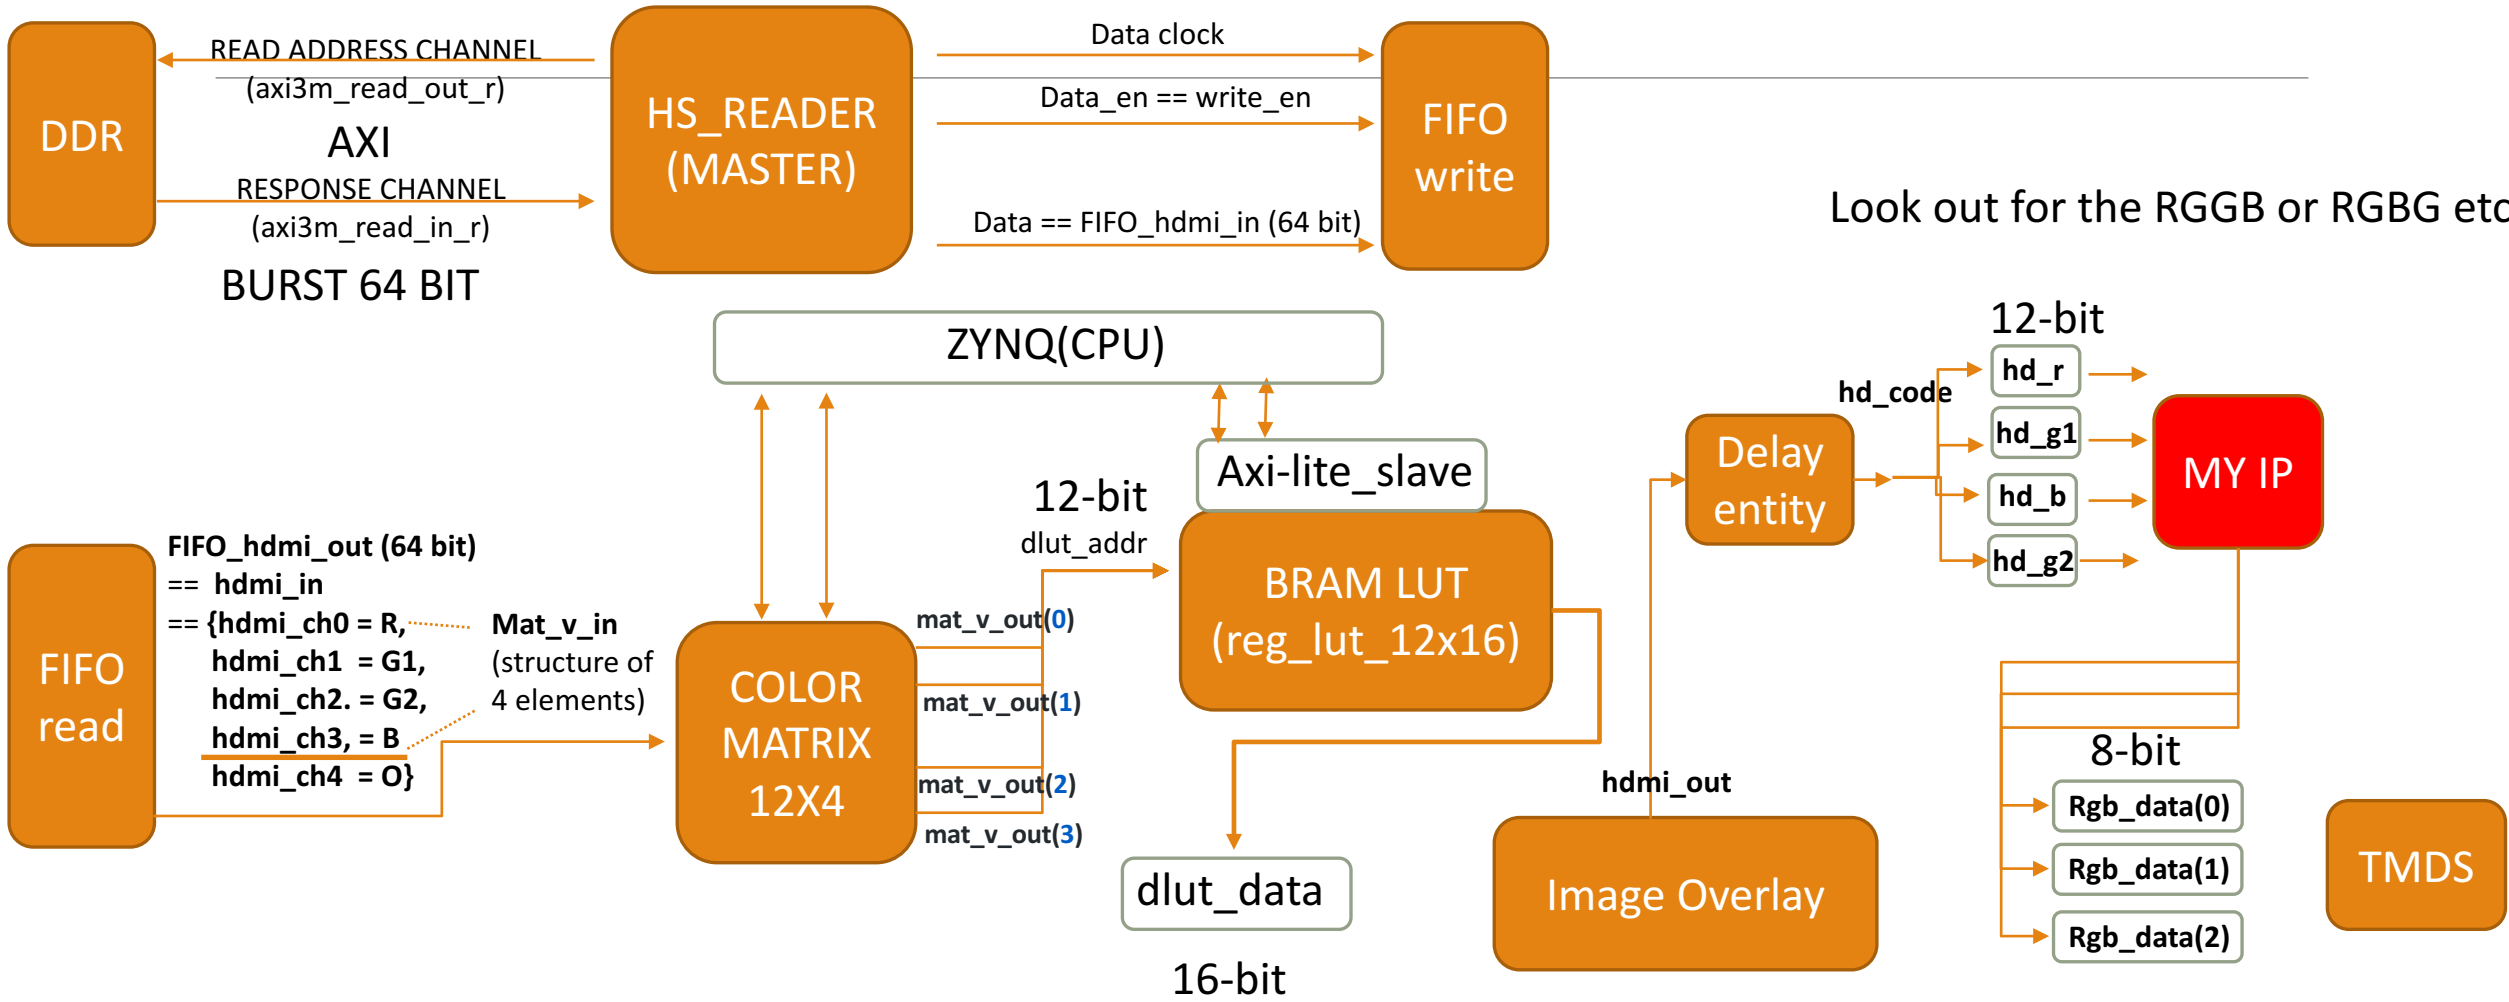 READ ADDRESS CHANNEL
(axi3m_read_out_r)
DDR
AXI
RESPONSE CHANNEL
(axi3m_read_in_r)
BURST 64 BIT
HS_READER
(MASTER)
Data clock
Data_en == write_en
Data == FIFO_hdmi_in (64 bit)
FIFO
write
Look out for the RGGB or RGBG etc
ZYNQ(CPU)
Axi-lite_slave
12-bit
dlut_addr
BRAM LUT
(reg_lut_12x16)
FIFO
read
FIFO_hdmi_out (64 bit)
== hdmi_in
== {hdmi_ch0 = R,
hdmi_ch1 = G1,
hdmi_ch2. = G2,
hdmi_ch3, = B
hdmi_ch4 = O}
Mat_v_in
(structure of
4 elements)
COLOR
MATRIX
12X4
mat_v_out(0)
mat_v_out(1)
mat_v_out(2)
mat_v_out(3)
dlut_data
16-bit
hdmi_out
Image Overlay
Delay
entity
hd_code
12-bit
hd_r
hd_g1
hd_b
hd_g2
MY IP
8-bit
Rgb_data(0)
Rgb_data(1)
Rgb_data(2)
TMDS